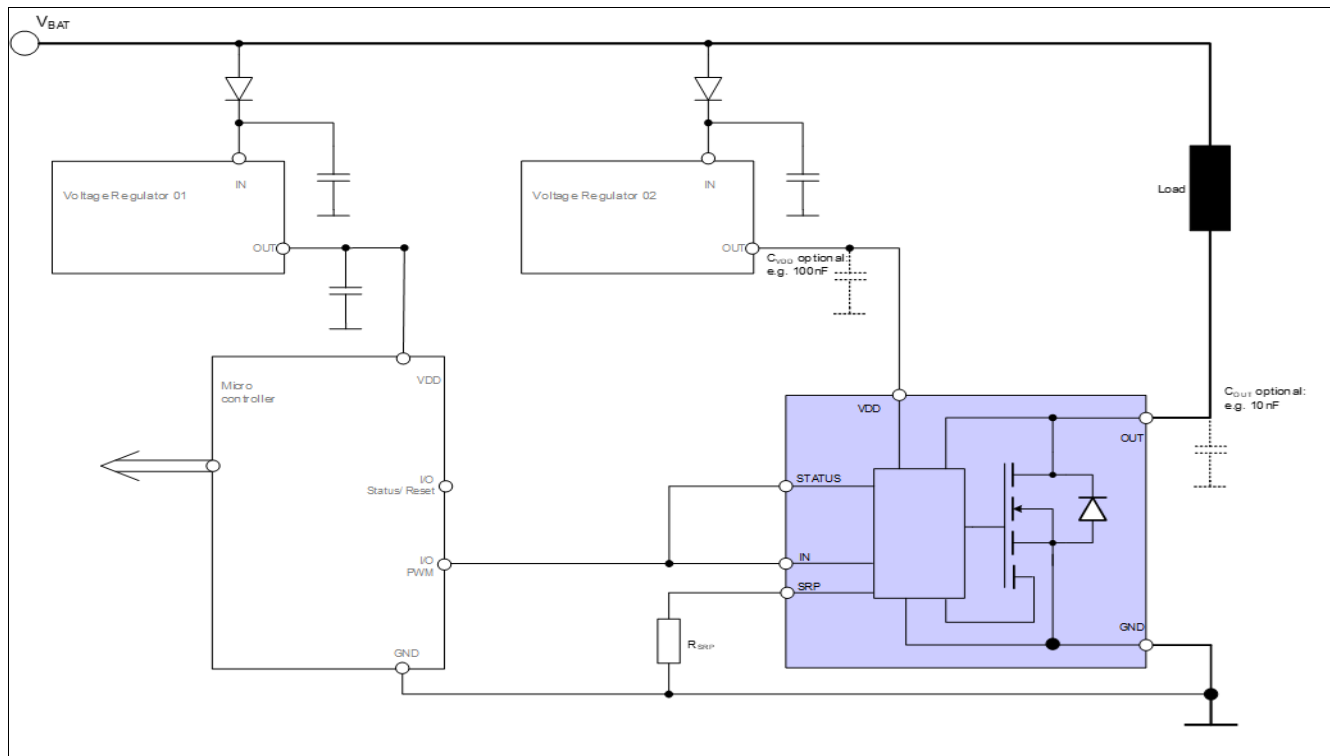 VBAT
Voltage Regulator 01
IN
OUT
Voltage Regulator 02
IN
OUT
CVDD optional:
e.g. 100nF
Load
COUT optional:
e.g. 10nF
Micro
controller
VDD
I/O
Status/ Reset
I/O
PWM
GND
VDD
OUT
STATUS
IN
SRP
GND
RSRP